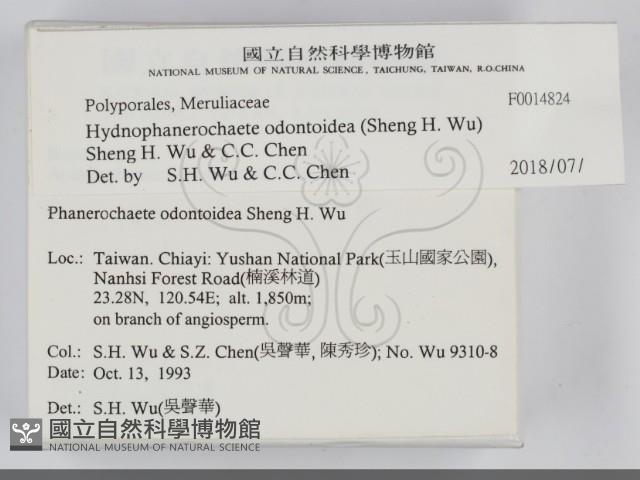 國立自然科學博物館
NATIONAL MUSEUM OF NATURAL SCIENCE, TAICHUNG, TAIWAN, R.O.CHINA
Polyporales, Meruliaceae F0014824
Hydnophanerochaete odontoidea (Sheng H. Wu)
Sheng H. Wu & C.C. Chen
Det. by S.H. Wu & C.C. Chen 2018/07/
Phanerochaete odontoidea Sheng H. Wu
Loc.: Taiwan. Chiayi: Yushan National Park(玉山國家公園),
Nanhsi Forest Road(楠溪林道)
23.28N, 120.54E; alt. 1,850m;
on branch of angiosperm.
Col.: S.H. Wu & S.Z. Chen(吳聲華, 陳秀珍); No. Wu 9310-8
Date: Oct. 13, 1993
Det.: S.H. Wu(吳聲華)
國立自然科學博物館
NATIONAL MUSEUM OF NATURAL SCIENCE